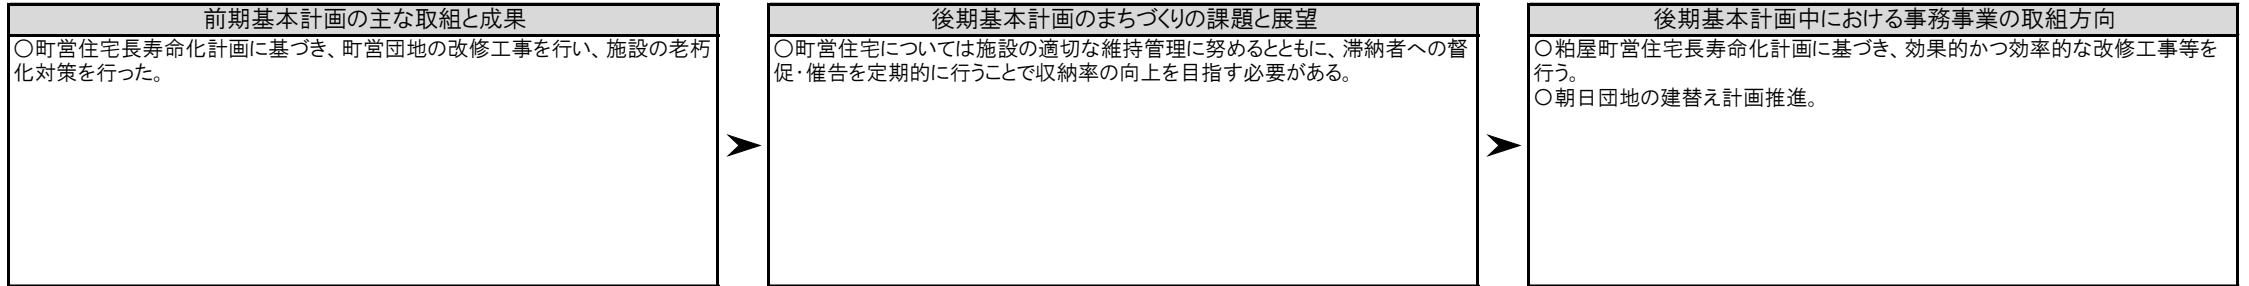 前期基本計画の主な取組と成果
○町営住宅長寿命化計画に基づき、町営団地の改修工事を行い、施設の老朽
化対策を行った。
後期基本計画のまちづくりの課題と展望
○町営住宅については施設の適切な維持管理に努めるとともに、滞納者への督
促・催告を定期的に行うことで収納率の向上を目指す必要がある。
後期基本計画中における事務事業の取組方向
○粕屋町営住宅長寿命化計画に基づき、効果的かつ効率的な改修工事等を
行う。
○朝日団地の建替え計画推進。